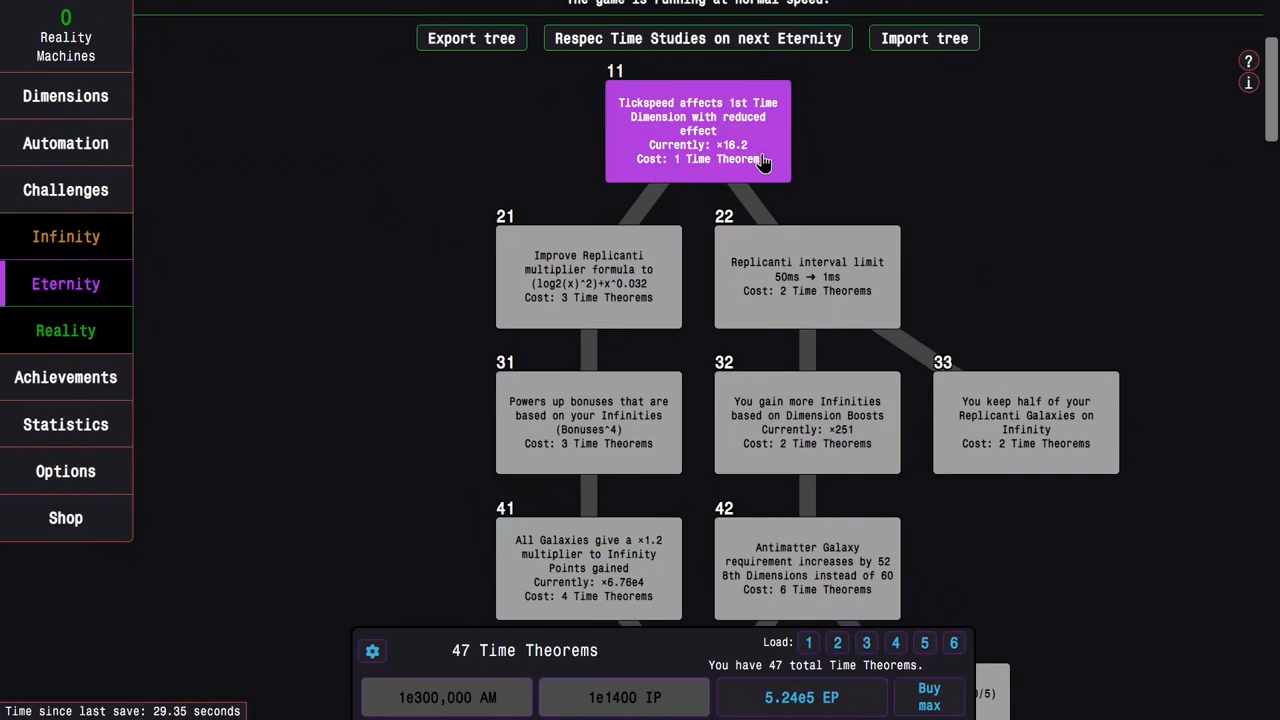 The game is running at normal speed.
0
Reality
Machines
Dimensions
Automation
Challenges
Infinity
Eternity
Reality
Achievements
Statistics
Options
Shop
Export tree
Respec Time Studies on next Eternity
Import tree
?
i
11
Tickspeed affects 1st Time
Dimension with reduced
effect
Currently: ×16.2
Cost: 1 Time Theorem
21
Improve Replicanti
multiplier formula to
(log2(x)^2)+x^0.032
Cost: 3 Time Theorems
22
Replicanti interval limit
50ms → 1ms
Cost: 2 Time Theorems
31
Powers up bonuses that are
based on your Infinities
(Bonuses^4)
Cost: 3 Time Theorems
32
You gain more Infinities
based on Dimension Boosts
Currently: ×251
Cost: 2 Time Theorems
33
You keep half of your
Replicanti Galaxies on
Infinity
Cost: 2 Time Theorems
41
All Galaxies give a ×1.2
multiplier to Infinity
Points gained
Currently: ×6.76e4
Cost: 4 Time Theorems
42
Antimatter Galaxy
requirement increases by 52
8th Dimensions instead of 60
Cost: 6 Time Theorems
/5)
47 Time Theorems
Load: 1 2 3 4 5 6
You have 47 total Time Theorems.
1e300,000 AM
1e1400 IP
5.24e5 EP
Buy
max
Time since last save: 29.35 seconds